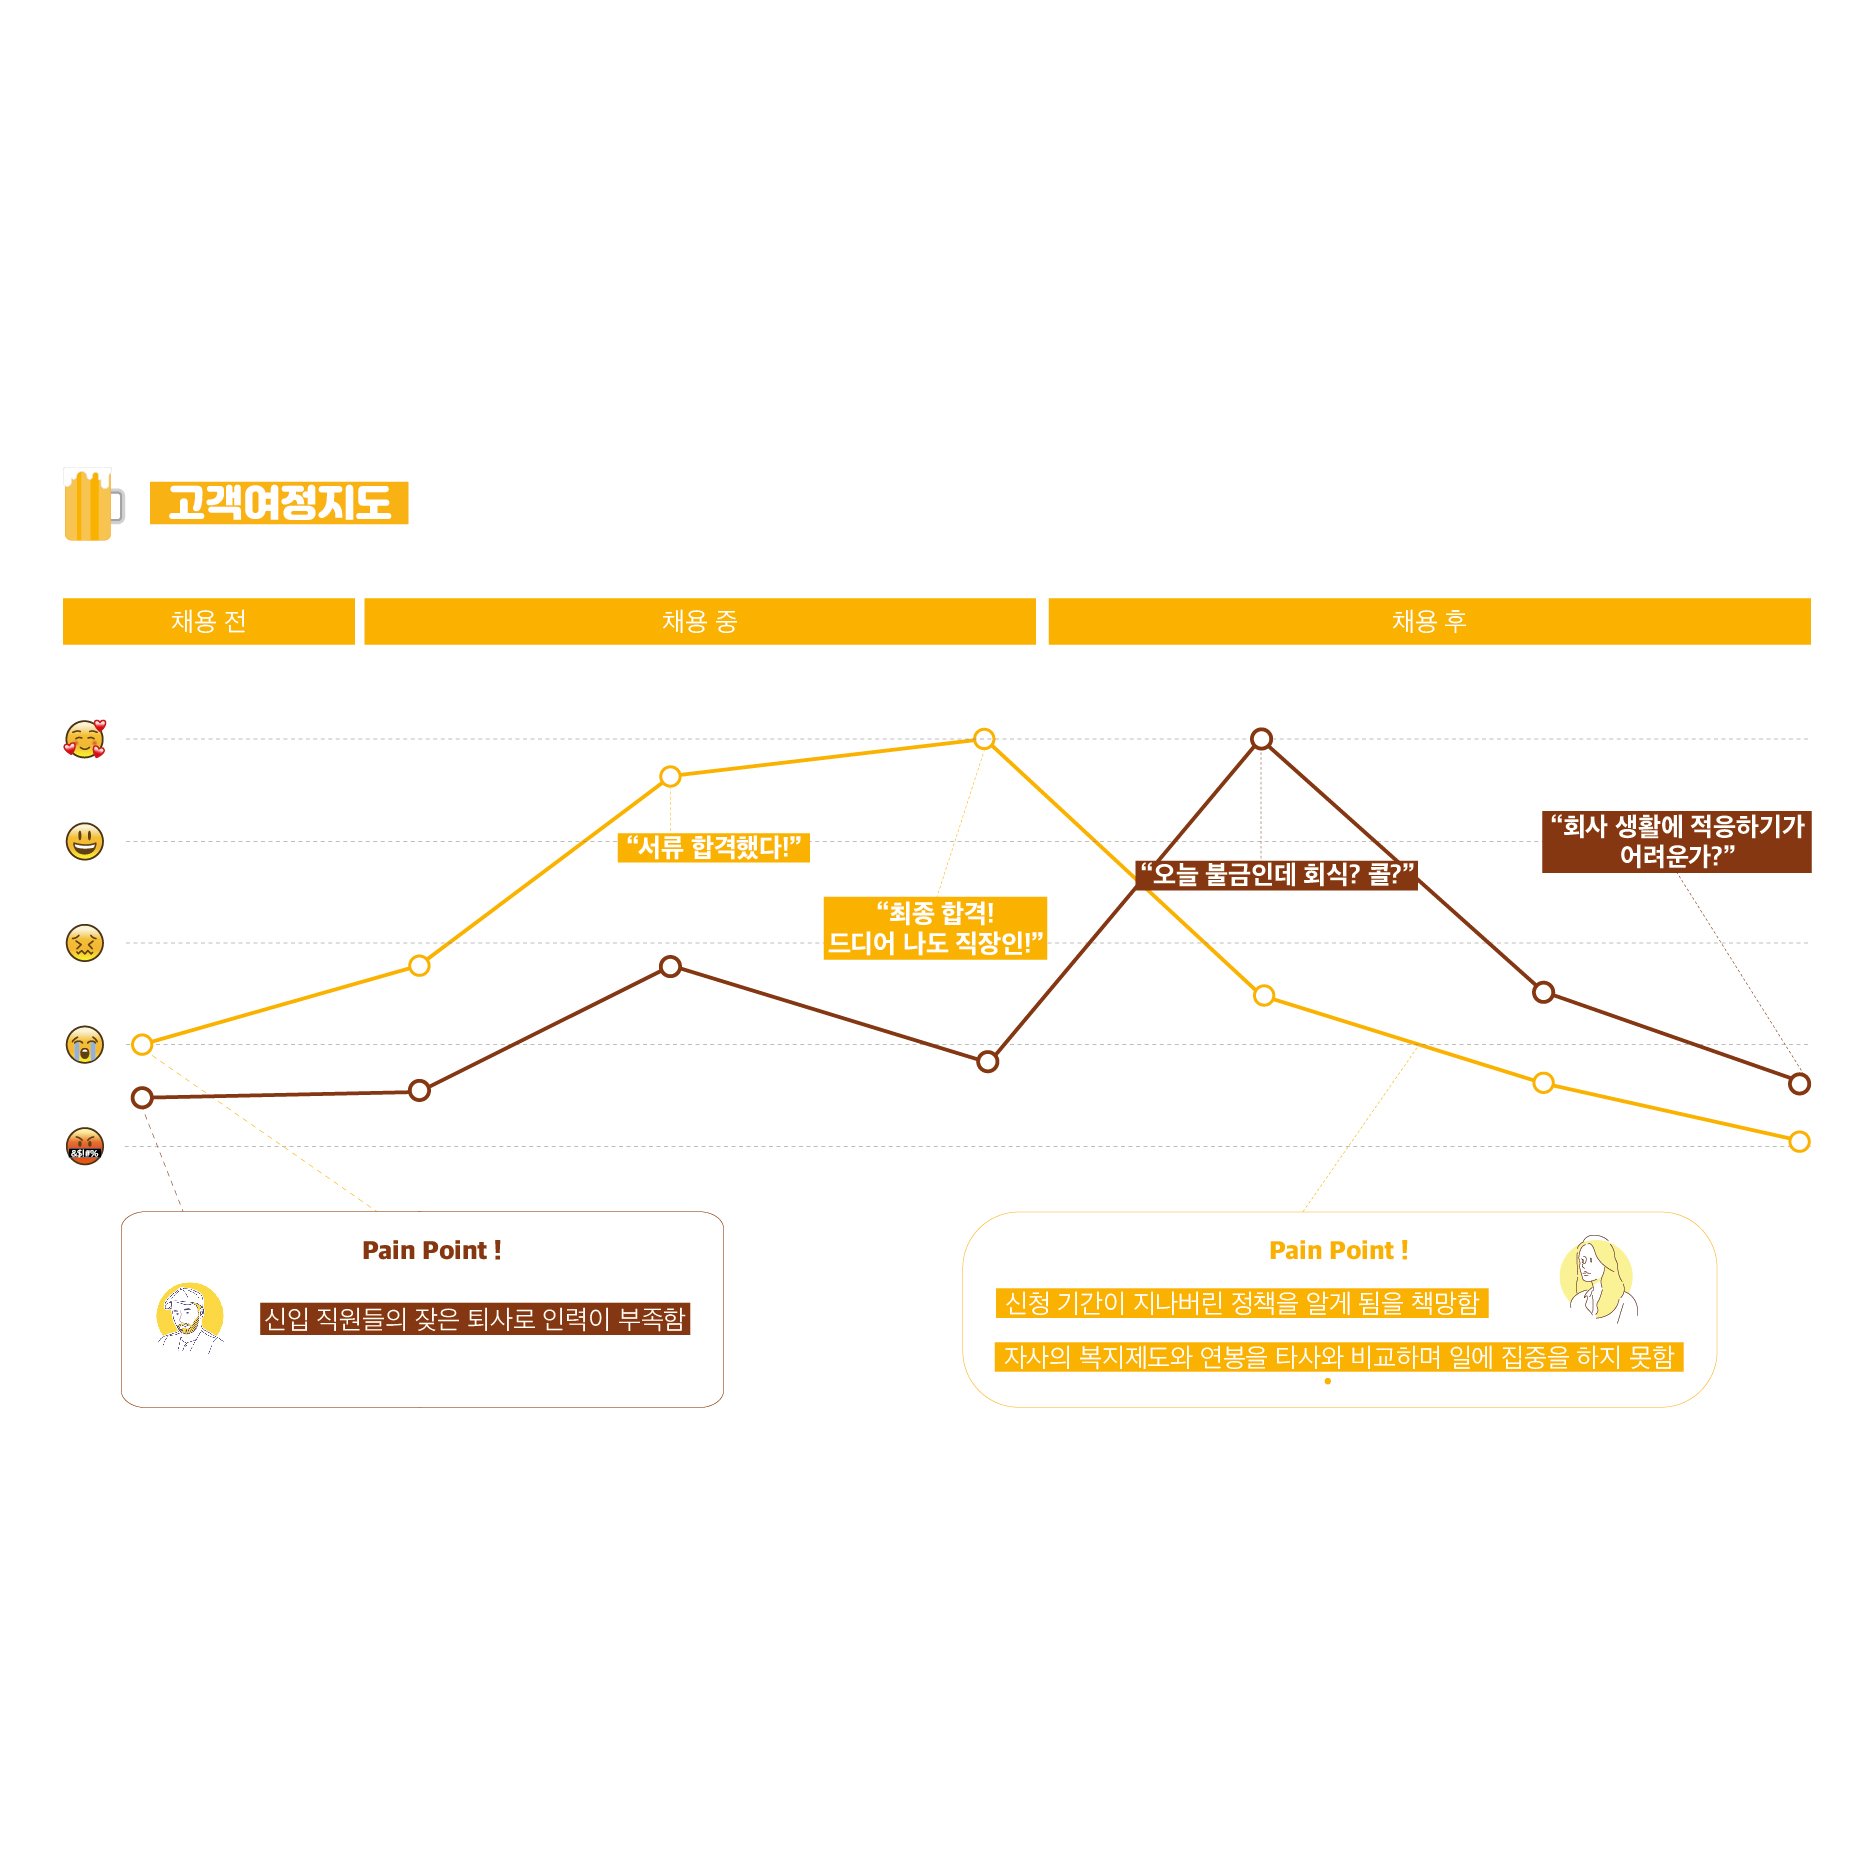 고객여정지도
채용 전
채용 중
채용 후
“서류 합격했다!”
“최종 합격!
드디어 나도 직장인!”
“오늘 불금인데 회식? 콜?”
“회사 생활에 적응하기가
어려운가?”
&$!#%
Pain Point !
신입 직원들의 잦은 퇴사로 인력이 부족함
Pain Point !
신청 기간이 지나버린 정책을 알게 됨을 책망함
자사의 복지제도와 연봉을 타사와 비교하며 일에 집중을 하지 못함